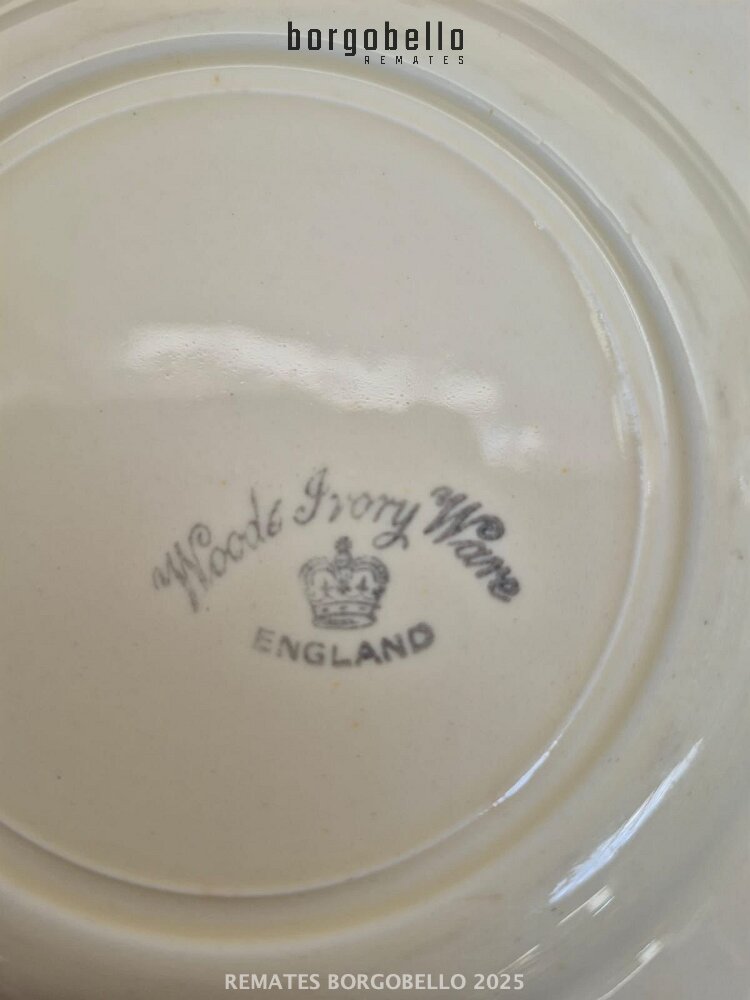 borgobello
REMATES
Woods Ivory Ware
ENGLAND
REMATES BORGOBELLO 2025